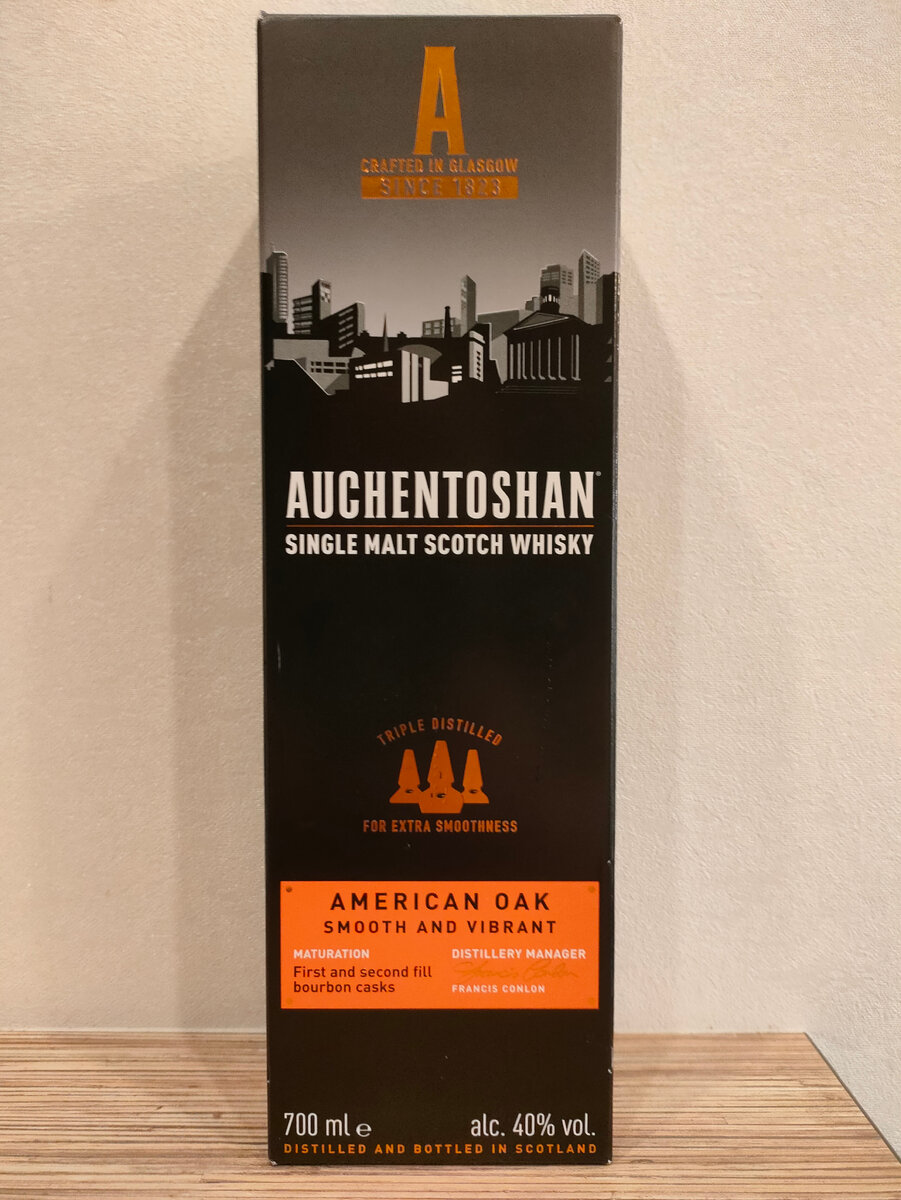 A
CRAFTED IN GLASGOW
SINCE 1823
AUCHENTOSHAN
SINGLE MALT SCOTCH WHISKY
TRIPLE DISTILLED
FOR EXTRA SMOOTHNESS
AMERICAN OAK
SMOOTH AND VIBRANT
MATURATION
First and second fill
bourbon casks
DISTILLERY MANAGER
Francis Conlon
FRANCIS CONLON
700 ml e
alc. 40% vol.
DISTILLED AND BOTTLED IN SCOTLAND